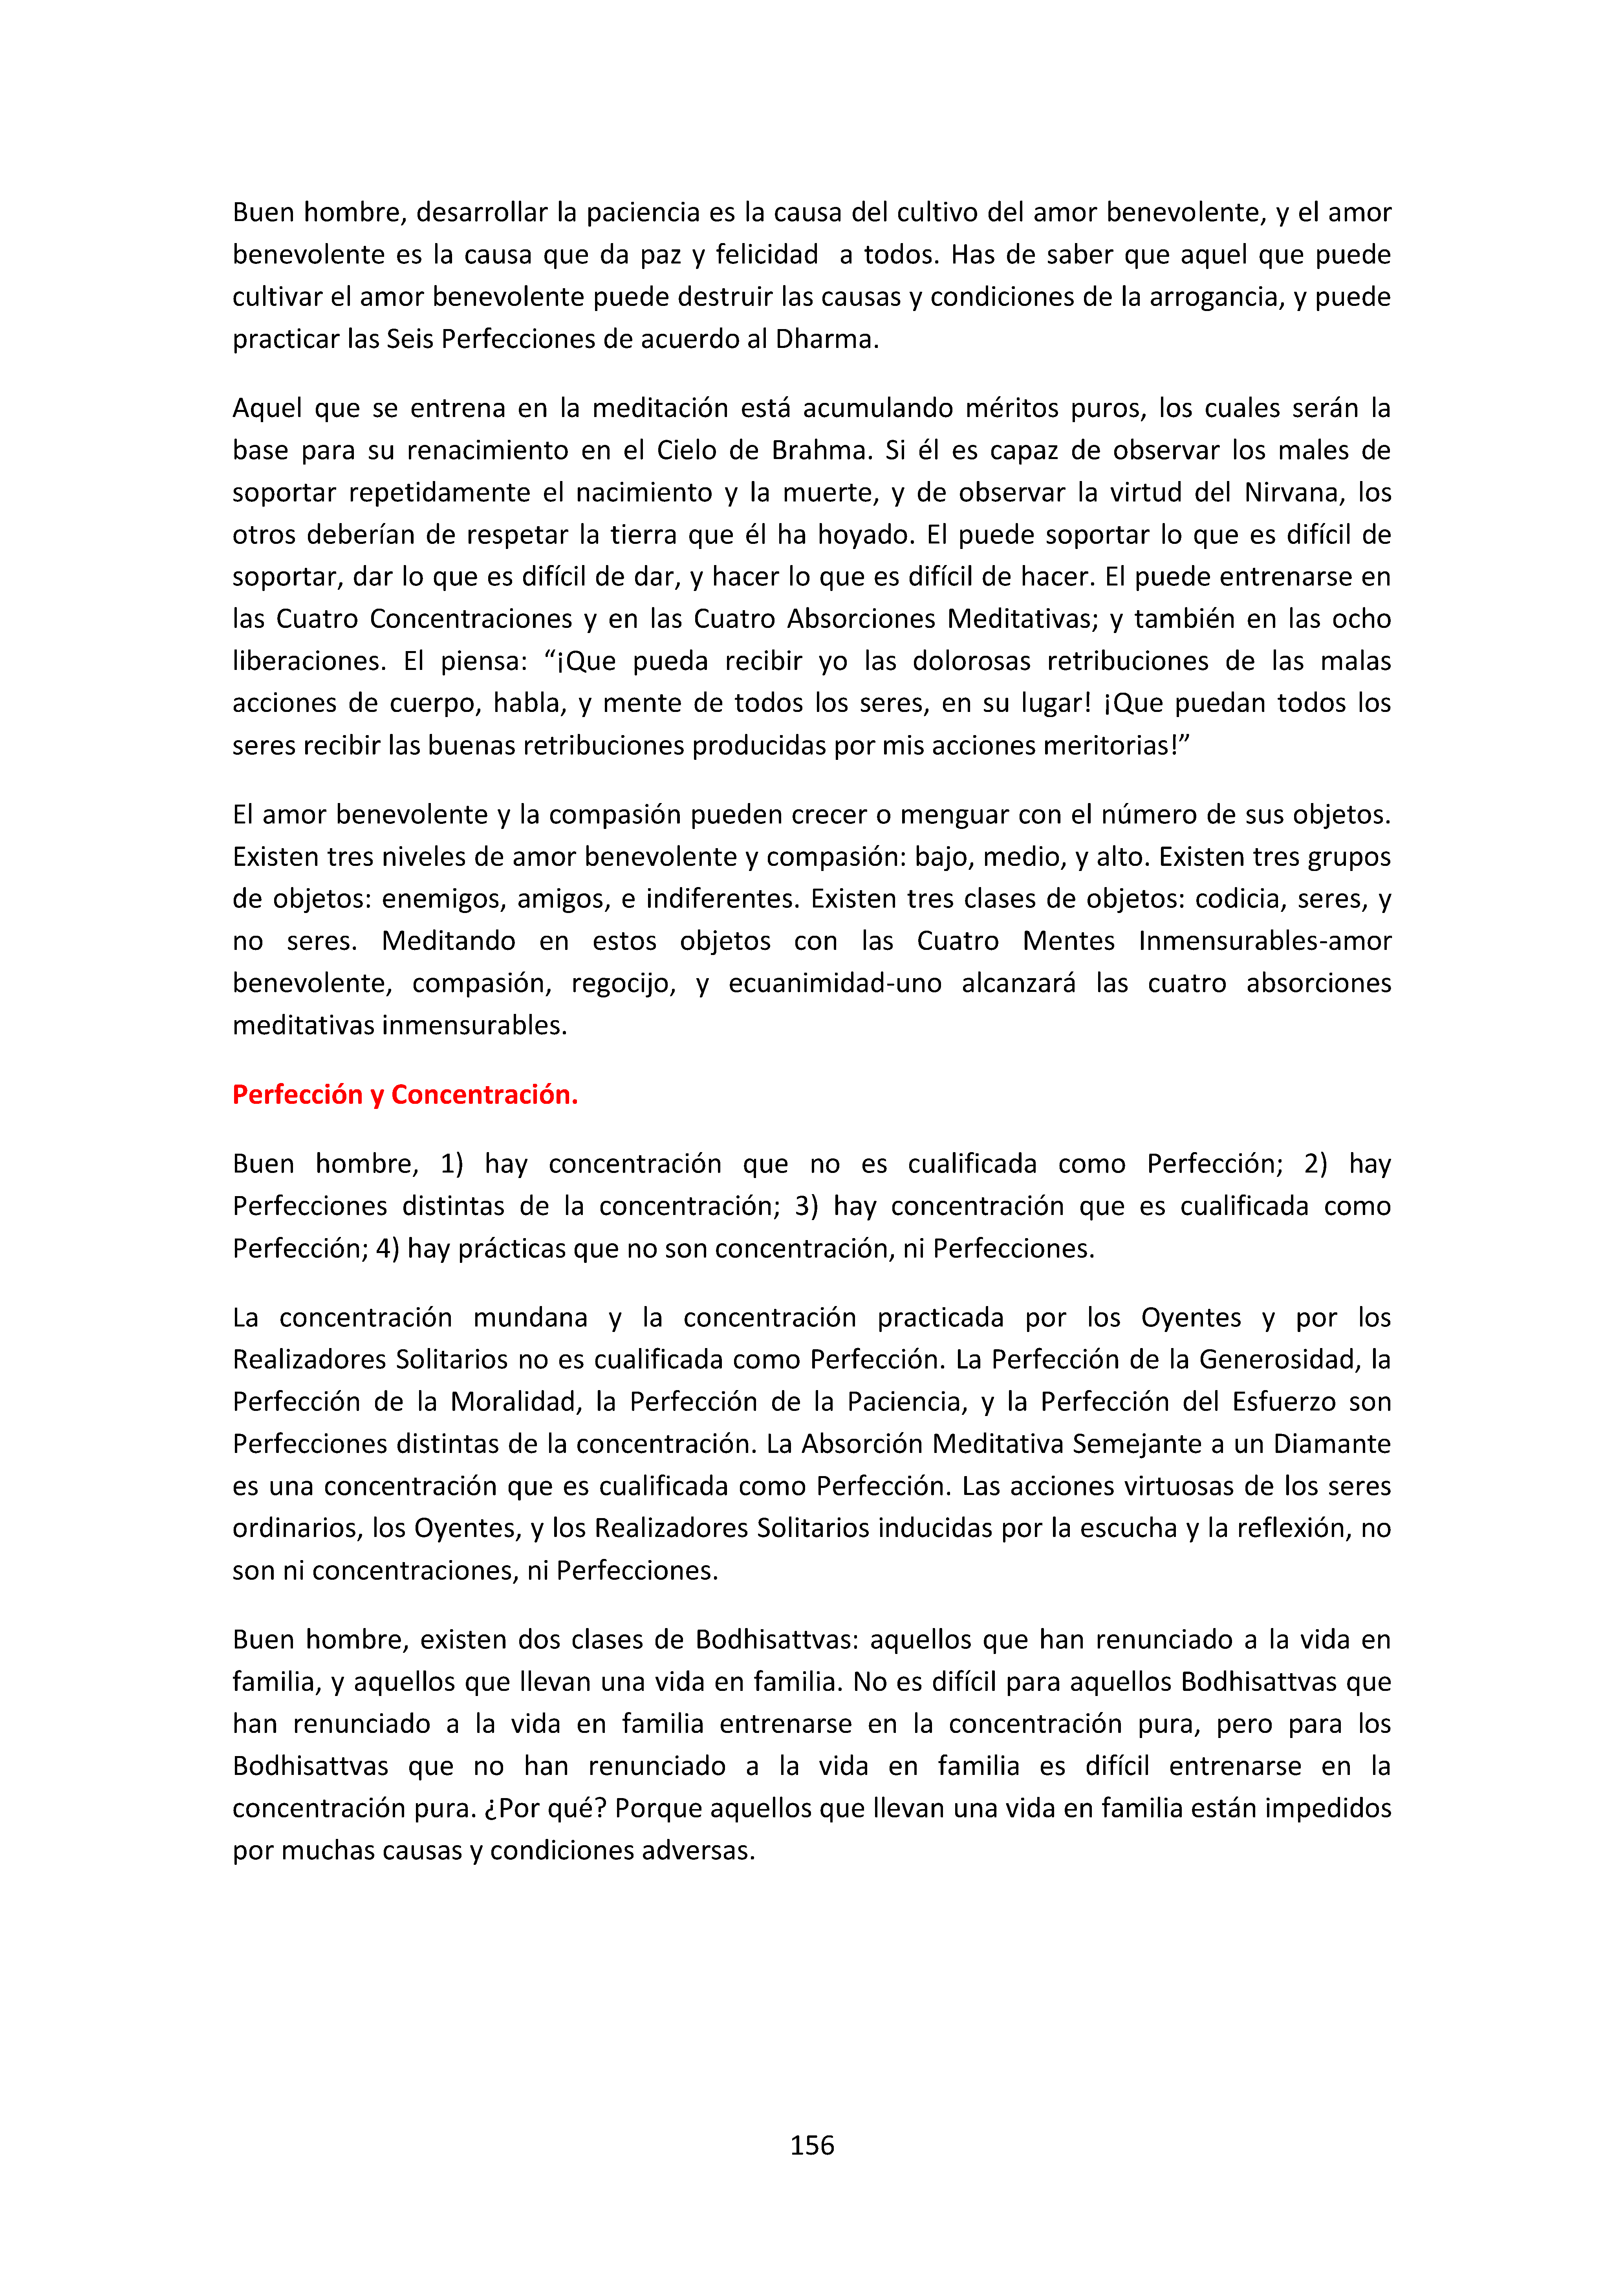 Buen hombre, desarrollar la paciencia es la causa del cultivo del amor benevolente, y el amor
benevolente es la causa que da paz y felicidad  a todos. Has de saber que aquel que puede
cultivar el amor benevolente puede destruir las causas y condiciones de la arrogancia, y puede
practicar las Seis Perfecciones de acuerdo al Dharma.
Aquel que se entrena en la meditación está acumulando méritos puros, los cuales serán la
base para su renacimiento en el Cielo de Brahma. Si él es capaz de observar los males de
soportar repetidamente el nacimiento y la muerte, y de observar la virtud del Nirvana, los
otros deberían de respetar la tierra que él ha hoyado. El puede soportar lo que es difícil de
soportar, dar lo que es difícil de dar, y hacer lo que es difícil de hacer. El puede entrenarse en
las Cuatro Concentraciones y en las Cuatro Absorciones Meditativas; y también en las ocho
liberaciones. El piensa: “¡Que pueda recibir yo las dolorosas retribuciones de las malas
acciones de cuerpo, habla, y mente de todos los seres, en su lugar! ¡Que puedan todos los
seres recibir las buenas retribuciones producidas por mis acciones meritorias!”
El amor benevolente y la compasión pueden crecer o menguar con el número de sus objetos.
Existen tres niveles de amor benevolente y compasión: bajo, medio, y alto. Existen tres grupos
de objetos: enemigos, amigos, e indiferentes. Existen tres clases de objetos: codicia, seres, y
no seres. Meditando en estos objetos con las Cuatro Mentes Inmensurables-amor
benevolente, compasión, regocijo, y ecuanimidad-uno alcanzará las cuatro absorciones
meditativas inmensurables.
Perfección y Concentración.
Buen hombre, 1) hay concentración que no es cualificada como Perfección; 2) hay
Perfecciones distintas de la concentración; 3) hay concentración que es cualificada como
Perfección; 4) hay prácticas que no son concentración, ni Perfecciones.
La concentración mundana y la concentración practicada por los Oyentes y por los
Realizadores Solitarios no es cualificada como Perfección. La Perfección de la Generosidad, la
Perfección de la Moralidad, la Perfección de la Paciencia, y la Perfección del Esfuerzo son
Perfecciones distintas de la concentración. La Absorción Meditativa Semejante a un Diamante
es una concentración que es cualificada como Perfección. Las acciones virtuosas de los seres
ordinarios, los Oyentes, y los Realizadores Solitarios inducidas por la escucha y la reflexión, no
son ni concentraciones, ni Perfecciones.
Buen hombre, existen dos clases de Bodhisattvas: aquellos que han renunciado a la vida en
familia, y aquellos que llevan una vida en familia. No es difícil para aquellos Bodhisattvas que
han renunciado a la vida en familia entrenarse en la concentración pura, pero para los
Bodhisattvas que no han renunciado a la vida en familia es difícil entrenarse en la
concentración pura. ¿Por qué? Porque aquellos que llevan una vida en familia están impedidos
por muchas causas y condiciones adversas.
156